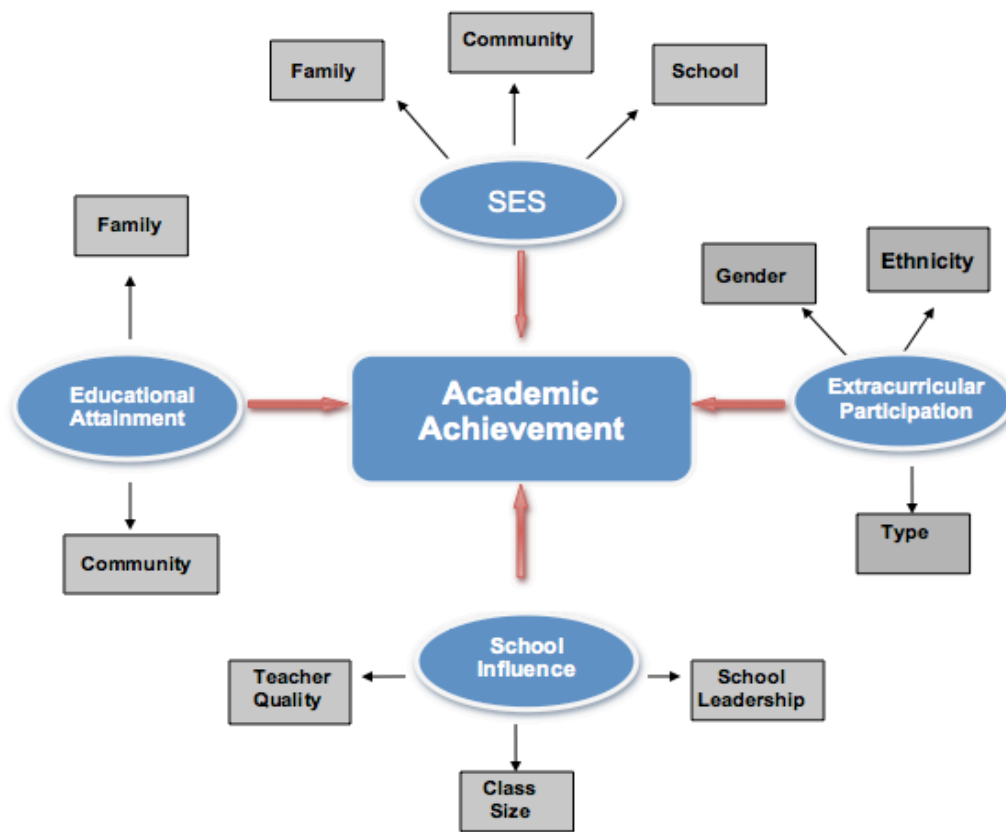 Community
Family
School
SES
Family
Gender
Ethnicity
Educational
Attainment
Academic
Achievement
Extracurricular
Participation
Community
Type
School
Influence
Teacher
Quality
School
Leadership
Class
Size